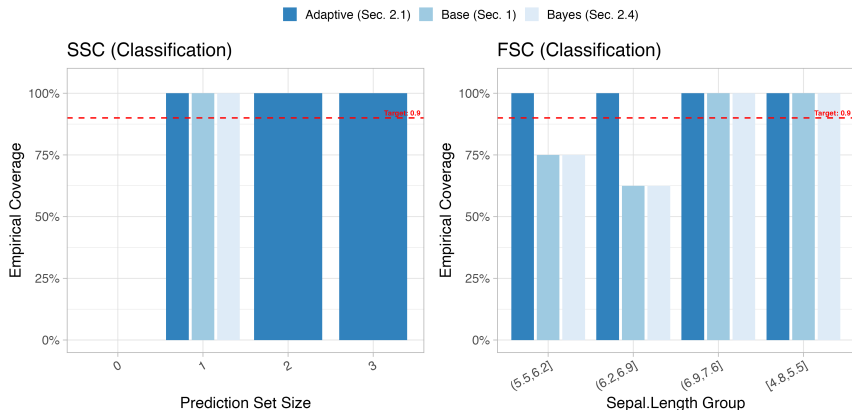 Adaptive (Sec. 2.1) Base (Sec. 1) Bayes (Sec. 2.4)
SSC (Classification)
Empirical Coverage
100%
75%
50%
25%
0%
Target: 0.9
0 1 2 3
Prediction Set Size
FSC (Classification)
Empirical Coverage
100%
75%
50%
25%
0%
Target: 0.9
(5.5,6.2] (6.2,6.9] (6.9,7.6] [4.8,5.5]
Sepal.Length Group